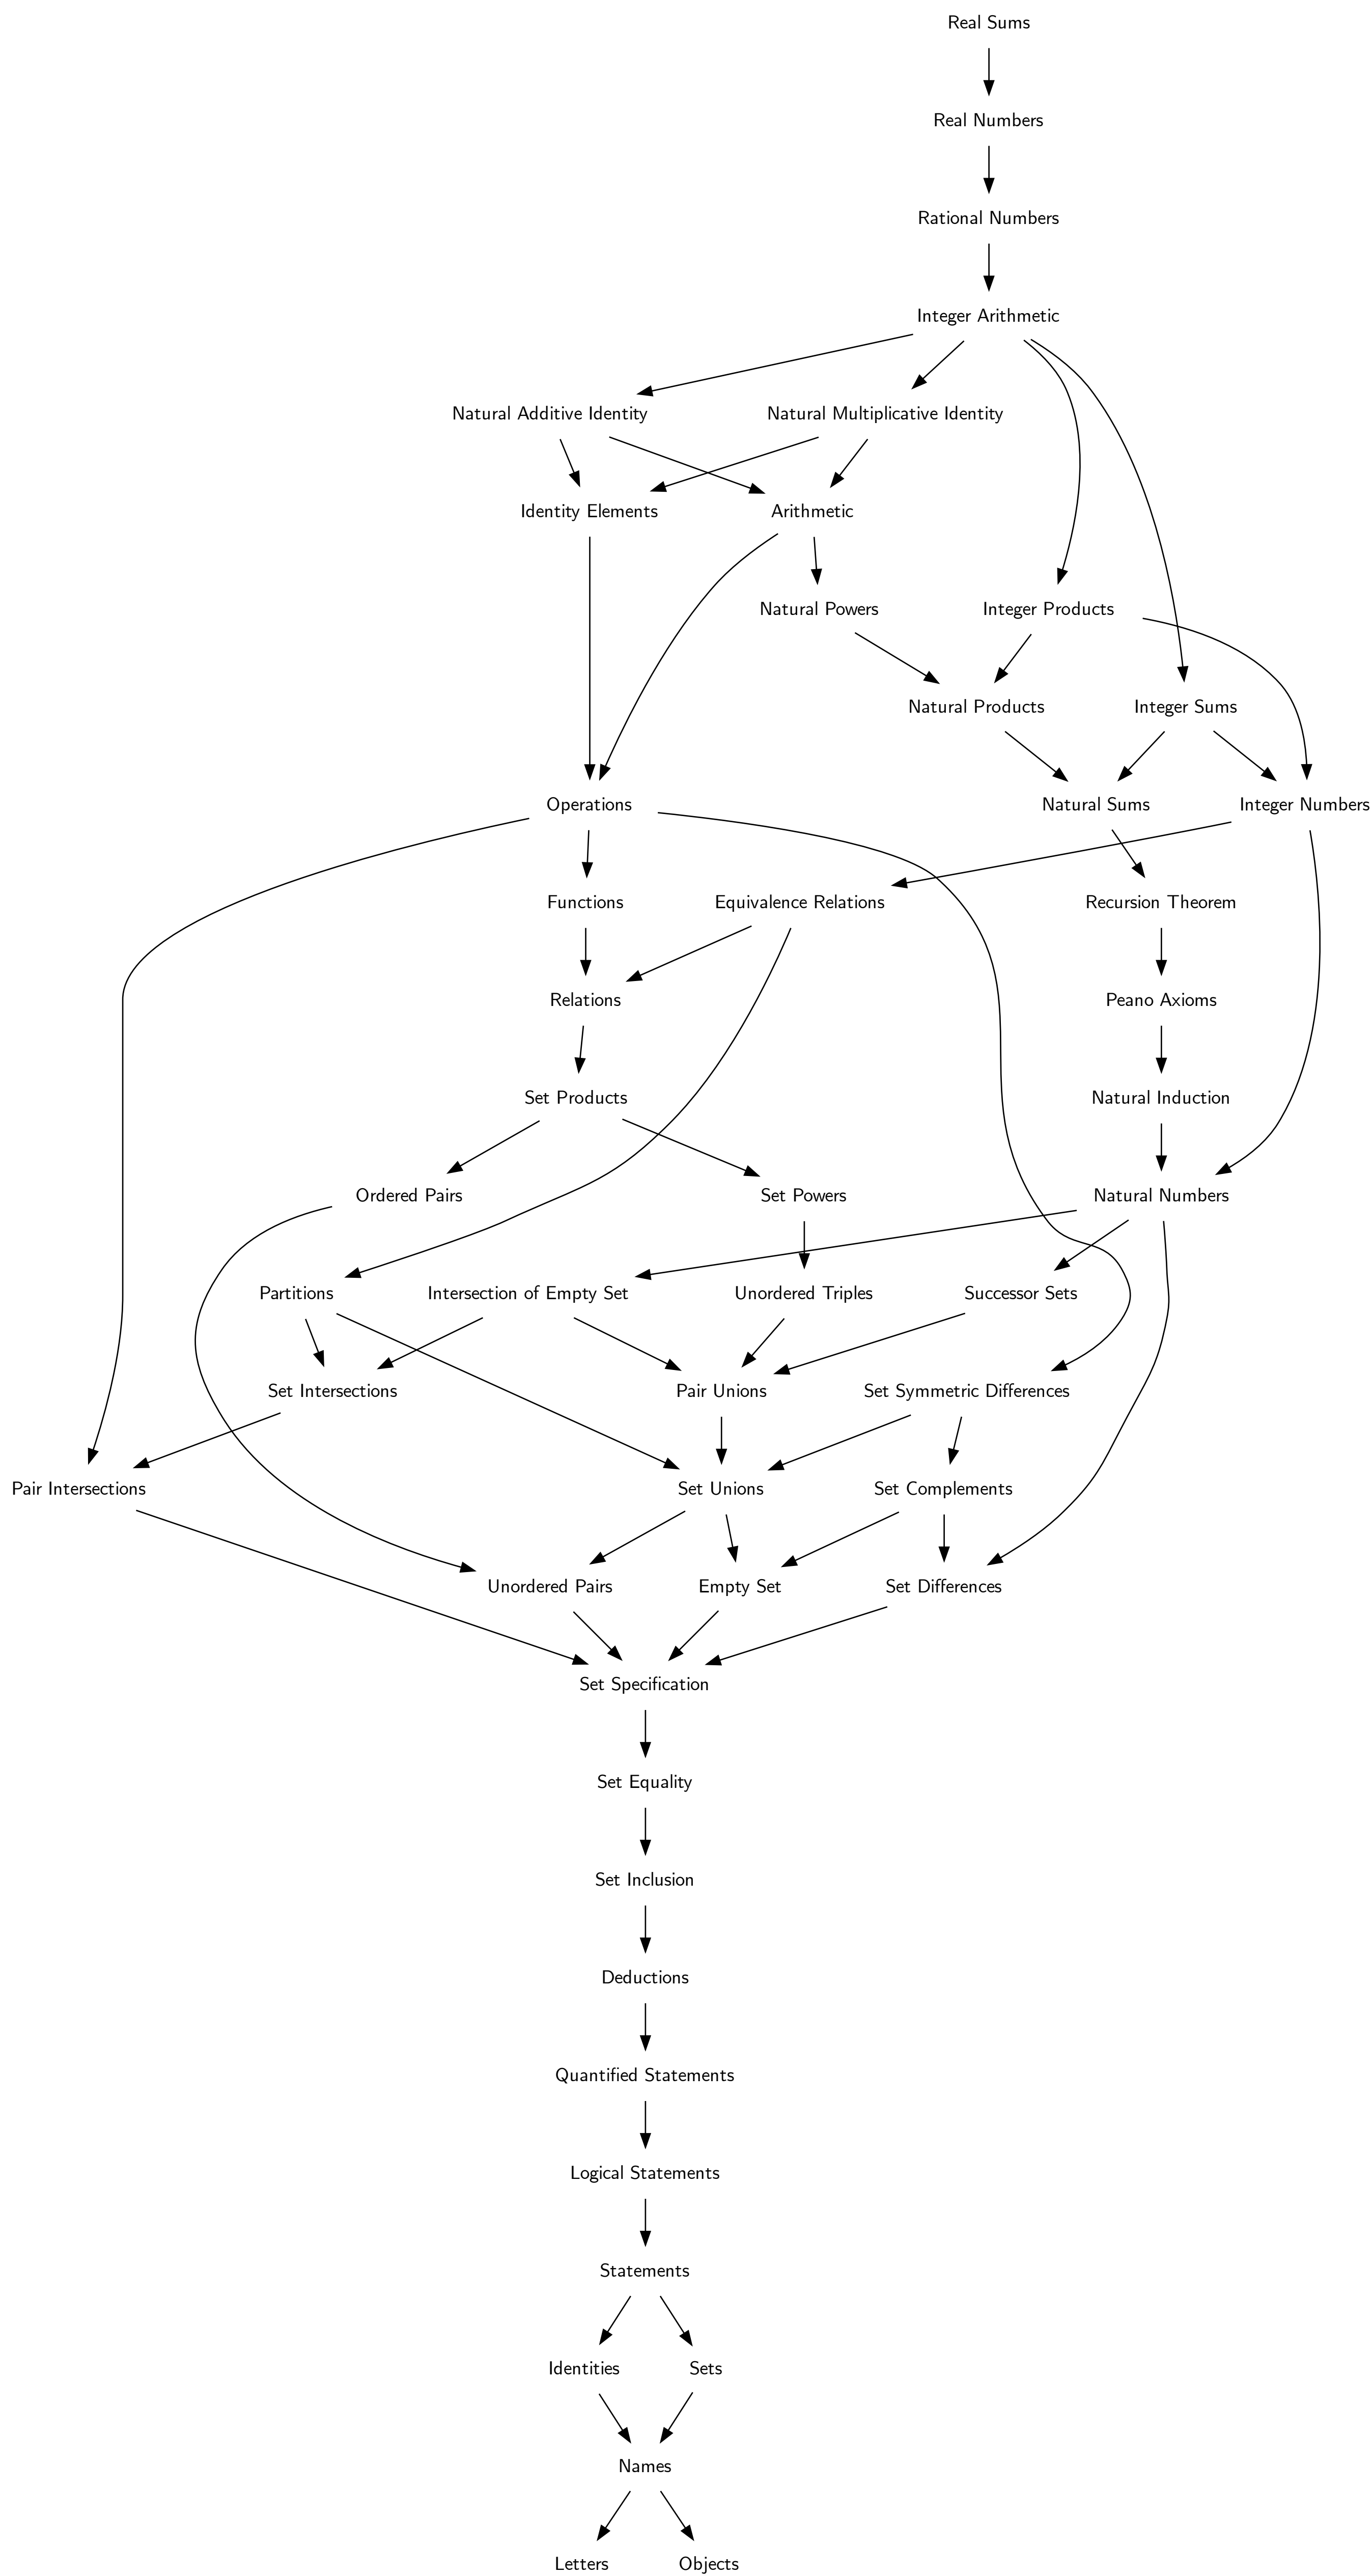 Real Sums
Real Numbers
Rational Numbers
Integer Arithmetic
Natural Additive Identity
Natural Multiplicative Identity
Identity Elements
Arithmetic
Natural Powers
Integer Products
Natural Products
Integer Sums
Operations
Natural Sums
Integer Numbers
Functions
Equivalence Relations
Recursion Theorem
Relations
Peano Axioms
Set Products
Natural Induction
Ordered Pairs
Set Powers
Natural Numbers
Partitions
Intersection of Empty Set
Unordered Triples
Successor Sets
Set Intersections
Pair Unions
Set Symmetric Differences
Pair Intersections
Set Unions
Set Complements
Unordered Pairs
Empty Set
Set Differences
Set Specification
Set Equality
Set Inclusion
Deductions
Quantified Statements
Logical Statements
Statements
Identities
Sets
Names
Letters
Objects